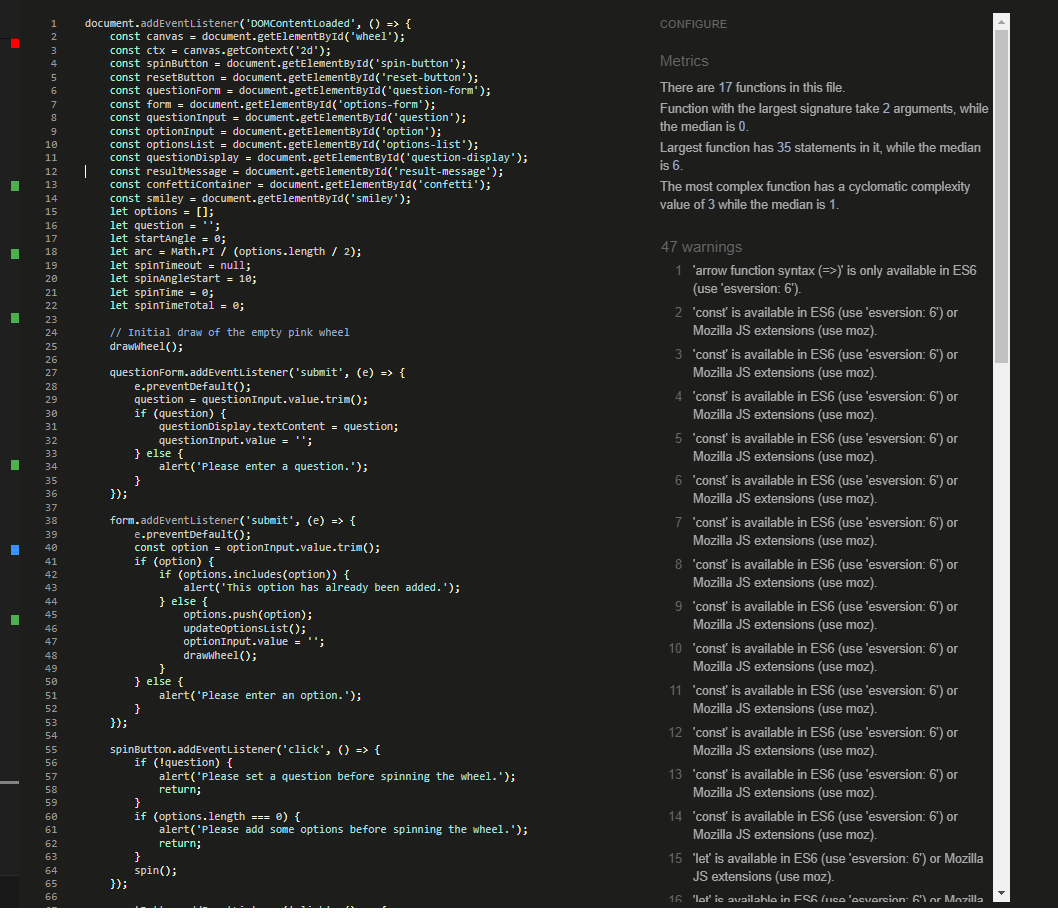 1 document.addEventListener('DOMContentLoaded', () => {
2 const canvas = document.getElementById('wheel');
3 const ctx = canvas.getContext('2d');
4 const spinButton = document.getElementById('spin-button');
5 const resetButton = document.getElementById('reset-button');
6 const questionForm = document.getElementById('question-form');
7 const form = document.getElementById('options-form');
8 const questionInput = document.getElementById('question');
9 const optionInput = document.getElementById('option');
10 const optionsList = document.getElementById('options-list');
11 const questionDisplay = document.getElementById('question-display');
12 const resultMessage = document.getElementById('result-message');
13 const confettiContainer = document.getElementById('confetti');
14 const smiley = document.getElementById('smiley');
15 let options = [];
16 let question = '';
17 let startAngle = 0;
18 let arc = Math.PI / (options.length / 2);
19 let spinTimeout = null;
20 let spinAngleStart = 10;
21 let spinTime = 0;
22 let spinTimeTotal = 0;
23
24 // Initial draw of the empty pink wheel
25 drawWheel();
26
27 questionForm.addEventListener('submit', (e) => {
28 e.preventDefault();
29 question = questionInput.value.trim();
30 if (question) {
31 questionDisplay.textContent = question;
32 questionInput.value = '';
33 } else {
34 alert('Please enter a question.');
35 }
36 });
37
38 form.addEventListener('submit', (e) => {
39 e.preventDefault();
40 const option = optionInput.value.trim();
41 if (option) {
42 if (options.includes(option)) {
43 alert('This option has already been added.');
44 } else {
45 options.push(option);
46 updateOptionsList();
47 optionInput.value = '';
48 drawWheel();
49 }
50 } else {
51 alert('Please enter an option.');
52 }
53 });
54
55 spinButton.addEventListener('click', () => {
56 if (!question) {
57 alert('Please set a question before spinning the wheel.');
58 return;
59 }
60 if (options.length === 0) {
61 alert('Please add some options before spinning the wheel.');
62 return;
63 }
64 spin();
65 });
66
CONFIGURE
Metrics
There are 17 functions in this file.
Function with the largest signature take 2 arguments, while
the median is 0.
Largest function has 35 statements in it, while the median
is 6.
The most complex function has a cyclomatic complexity
value of 3 while the median is 1.
47 warnings
1 'arrow function syntax (=>)' is only available in ES6
(use 'esversion: 6').
2 'const' is available in ES6 (use 'esversion: 6') or
Mozilla JS extensions (use moz).
3 'const' is available in ES6 (use 'esversion: 6') or
Mozilla JS extensions (use moz).
4 'const' is available in ES6 (use 'esversion: 6') or
Mozilla JS extensions (use moz).
5 'const' is available in ES6 (use 'esversion: 6') or
Mozilla JS extensions (use moz).
6 'const' is available in ES6 (use 'esversion: 6') or
Mozilla JS extensions (use moz).
7 'const' is available in ES6 (use 'esversion: 6') or
Mozilla JS extensions (use moz).
8 'const' is available in ES6 (use 'esversion: 6') or
Mozilla JS extensions (use moz).
9 'const' is available in ES6 (use 'esversion: 6') or
Mozilla JS extensions (use moz).
10 'const' is available in ES6 (use 'esversion: 6') or
Mozilla JS extensions (use moz).
11 'const' is available in ES6 (use 'esversion: 6') or
Mozilla JS extensions (use moz).
12 'const' is available in ES6 (use 'esversion: 6') or
Mozilla JS extensions (use moz).
13 'const' is available in ES6 (use 'esversion: 6') or
Mozilla JS extensions (use moz).
14 'const' is available in ES6 (use 'esversion: 6') or
Mozilla JS extensions (use moz).
15 'let' is available in ES6 (use 'esversion: 6') or Mozilla
JS extensions (use moz).
16 'let' is available in ES6 (use 'esversion: 6') or Mozilla